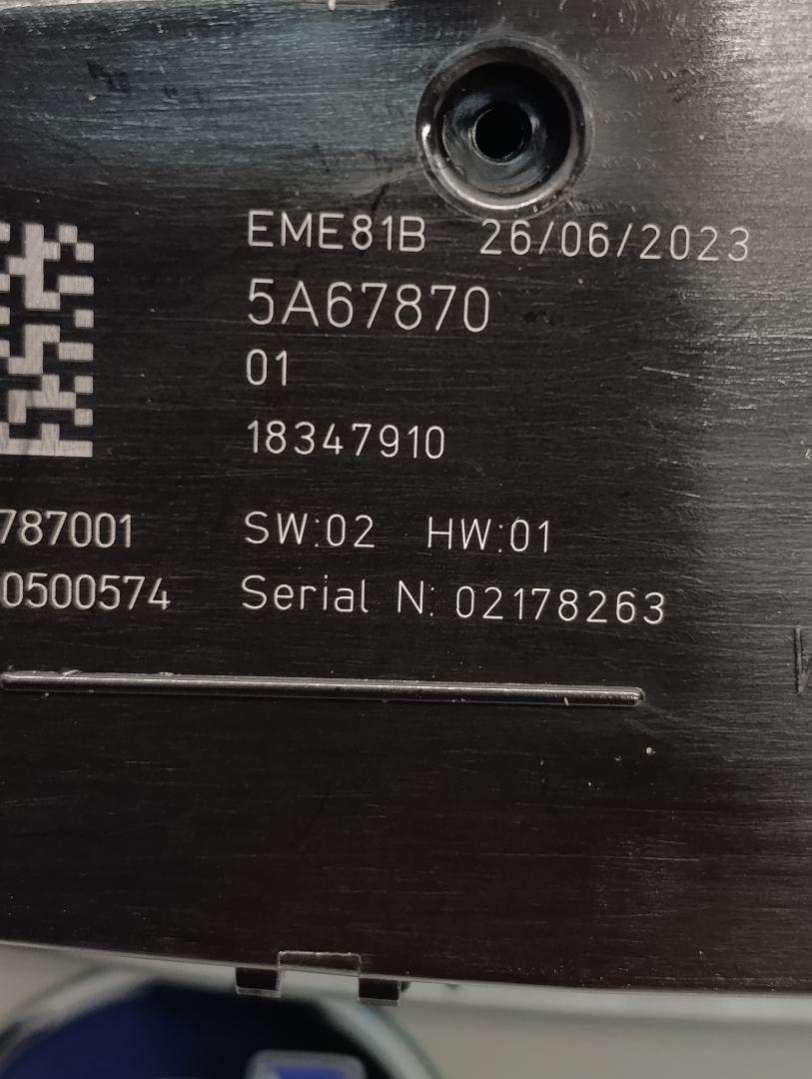 EME81B 26/06/2023
5A67870
01
18347910
787001 SW:02 HW:01
0500574 Serial N: 02178263